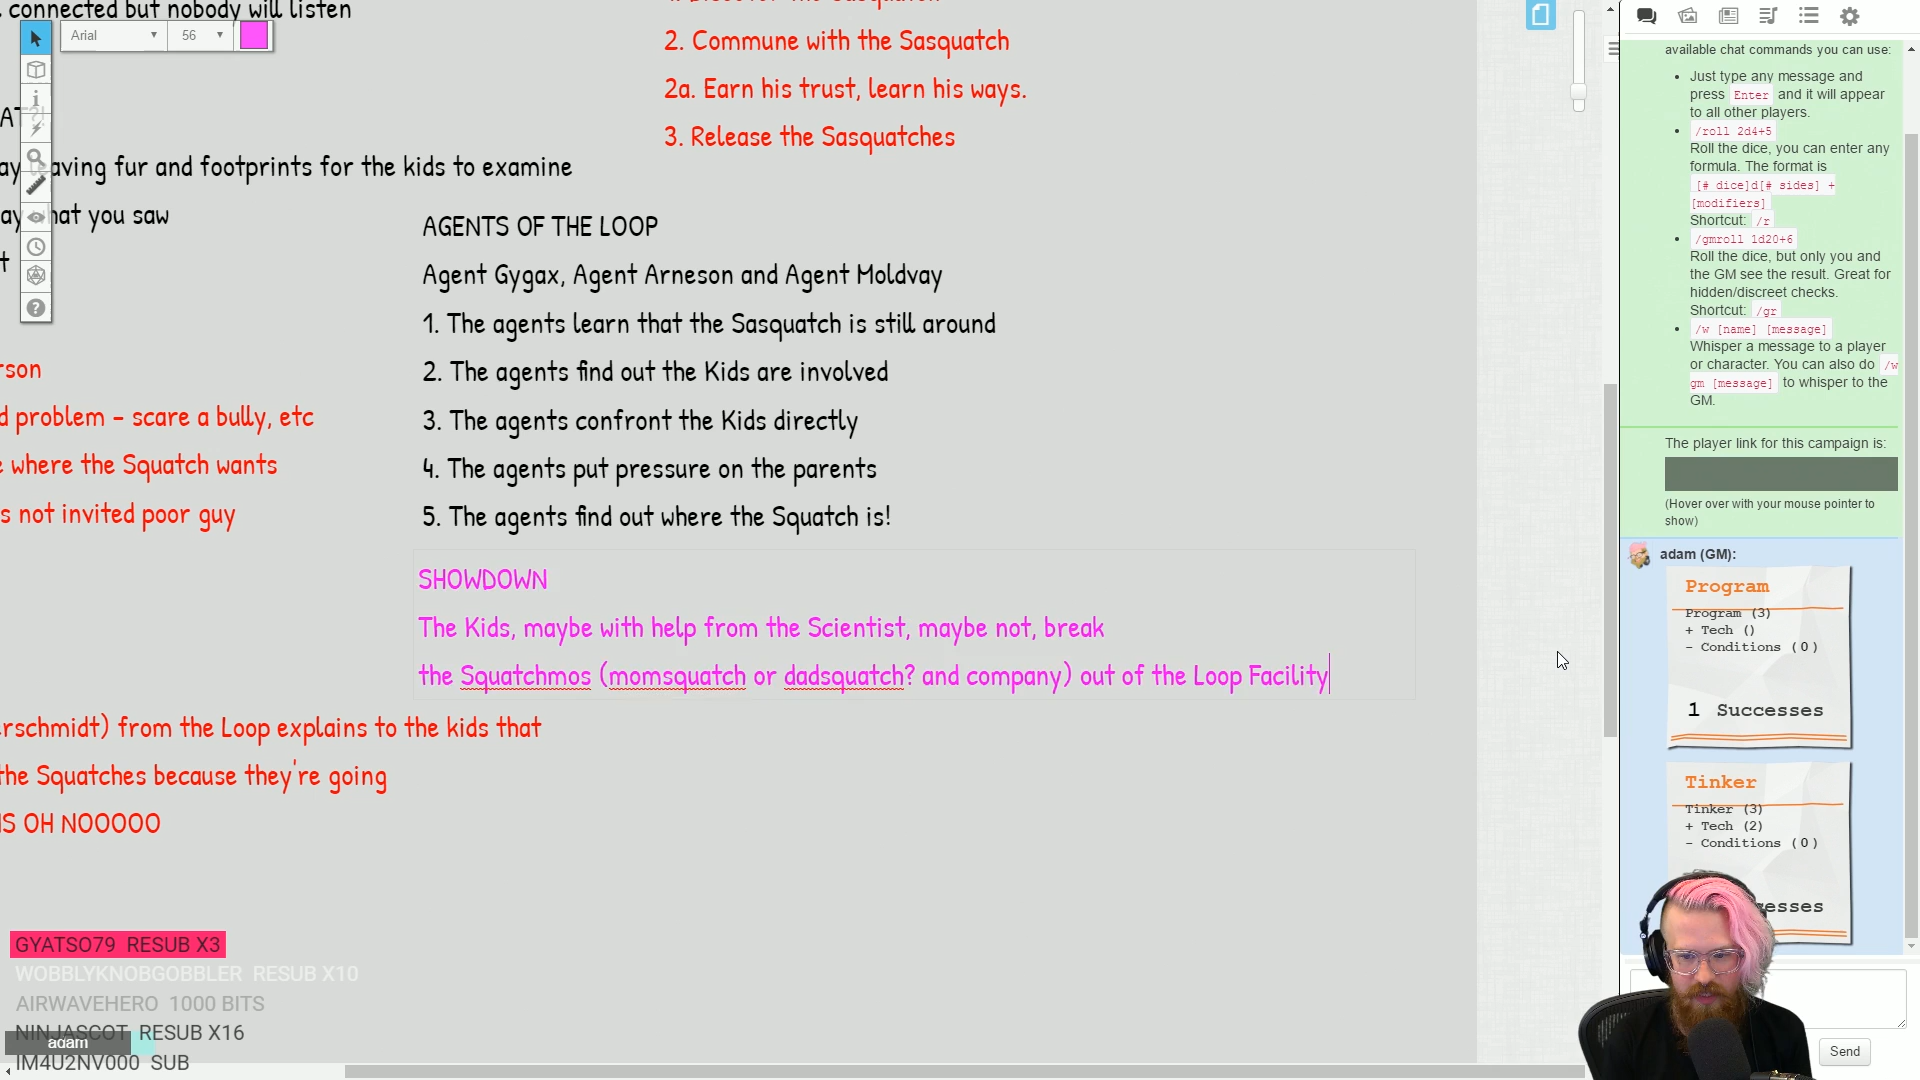 connected but nobody will listen
Arial
56
2. Commune with the Sasquatch
2a. Earn his trust, learn his ways.
3. Release the Sasquatches
aving fur and footprints for the kids to examine
hat you saw
AGENTS OF THE LOOP
Agent Gygax, Agent Arneson and Agent Moldvay
1. The agents learn that the Sasquatch is still around
2. The agents find out the Kids are involved
3. The agents confront the Kids directly
4. The agents put pressure on the parents
5. The agents find out where the Squatch is!
rson
d problem - scare a bully, etc
e where the Squatch wants
s not invited poor guy
SHOWDOWN
The Kids, maybe with help from the Scientist, maybe not, break
the Squatchmos (momsquatch or dadsquatch? and company) out of the Loop Facility
rschmidt) from the Loop explains to the kids that
the Squatches because they're going
IS OH NOOOOO
GYATSO79 RESUB X3
WOBBLYKNOBGOBBLER RESUB X10
AIRWAVEHERO 1000 BITS
NINJASCOT RESUB X16
adam
IM4U2NV000 SUB
available chat commands you can use:
• Just type any message and
press Enter and it will appear
to all other players.
• /roll 2d4+5
Roll the dice, you can enter any
formula. The format is
[# dice]d[# sides] +
[modifiers]
Shortcut: /r
• /gmroll 1d20+6
Roll the dice, but only you and
the GM see the result. Great for
hidden/discreet checks.
Shortcut: /gr
• /w [name] [message]
Whisper a message to a player
or character. You can also do /w
gm [message] to whisper to the
GM.
The player link for this campaign is:
(Hover over with your mouse pointer to
show)
adam (GM):
Program
Program (3)
+ Tech ()
- Conditions (0)
1 Successes
Tinker
Tinker (3)
+ Tech (2)
- Conditions (0)
cesses
Send